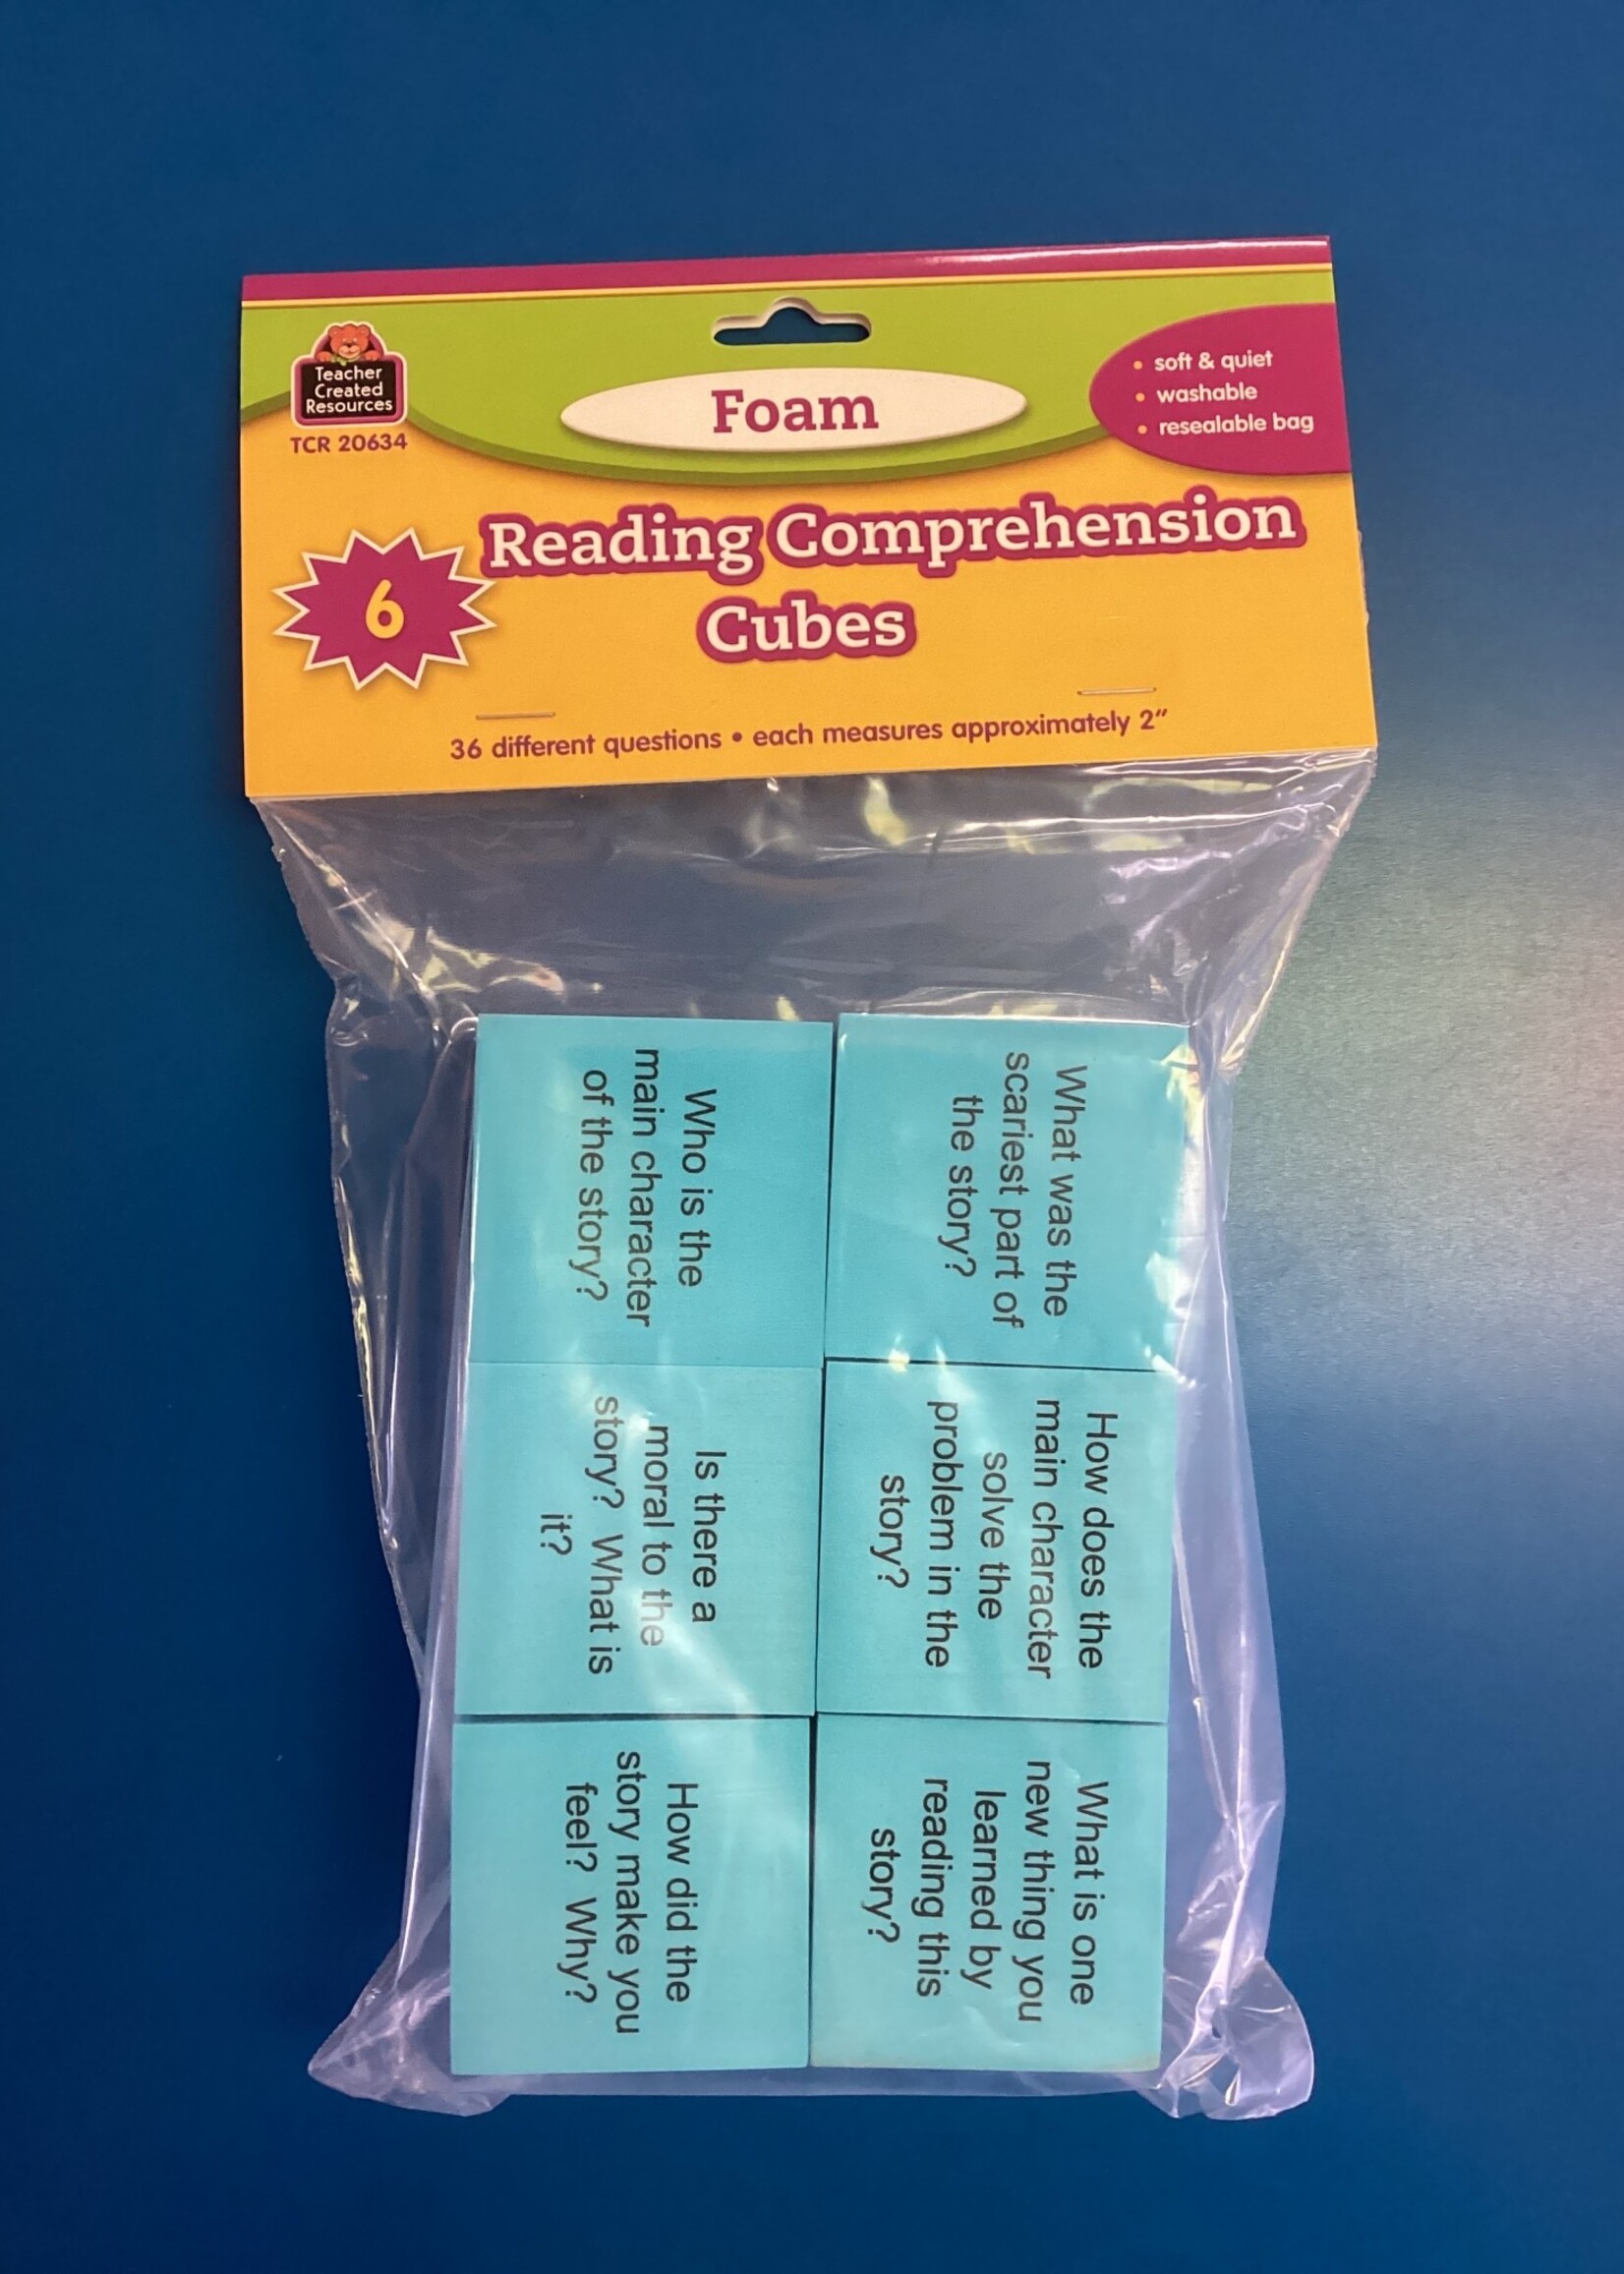 Teacher
Created
Resources
TCR 20634
Foam
• soft & quiet
• washable
• resealable bag
6
Reading Comprehension
Cubes
36 different questions • each measures approximately 2”
Who is the
main character
of the story?
What was the
scariest part of
the story?
Is there a
moral to the
story? What is
it?
How does the
main character
solve the
problem in the
story?
How did the
story make you
feel? Why?
What is one
new thing you
learned by
reading this
story?